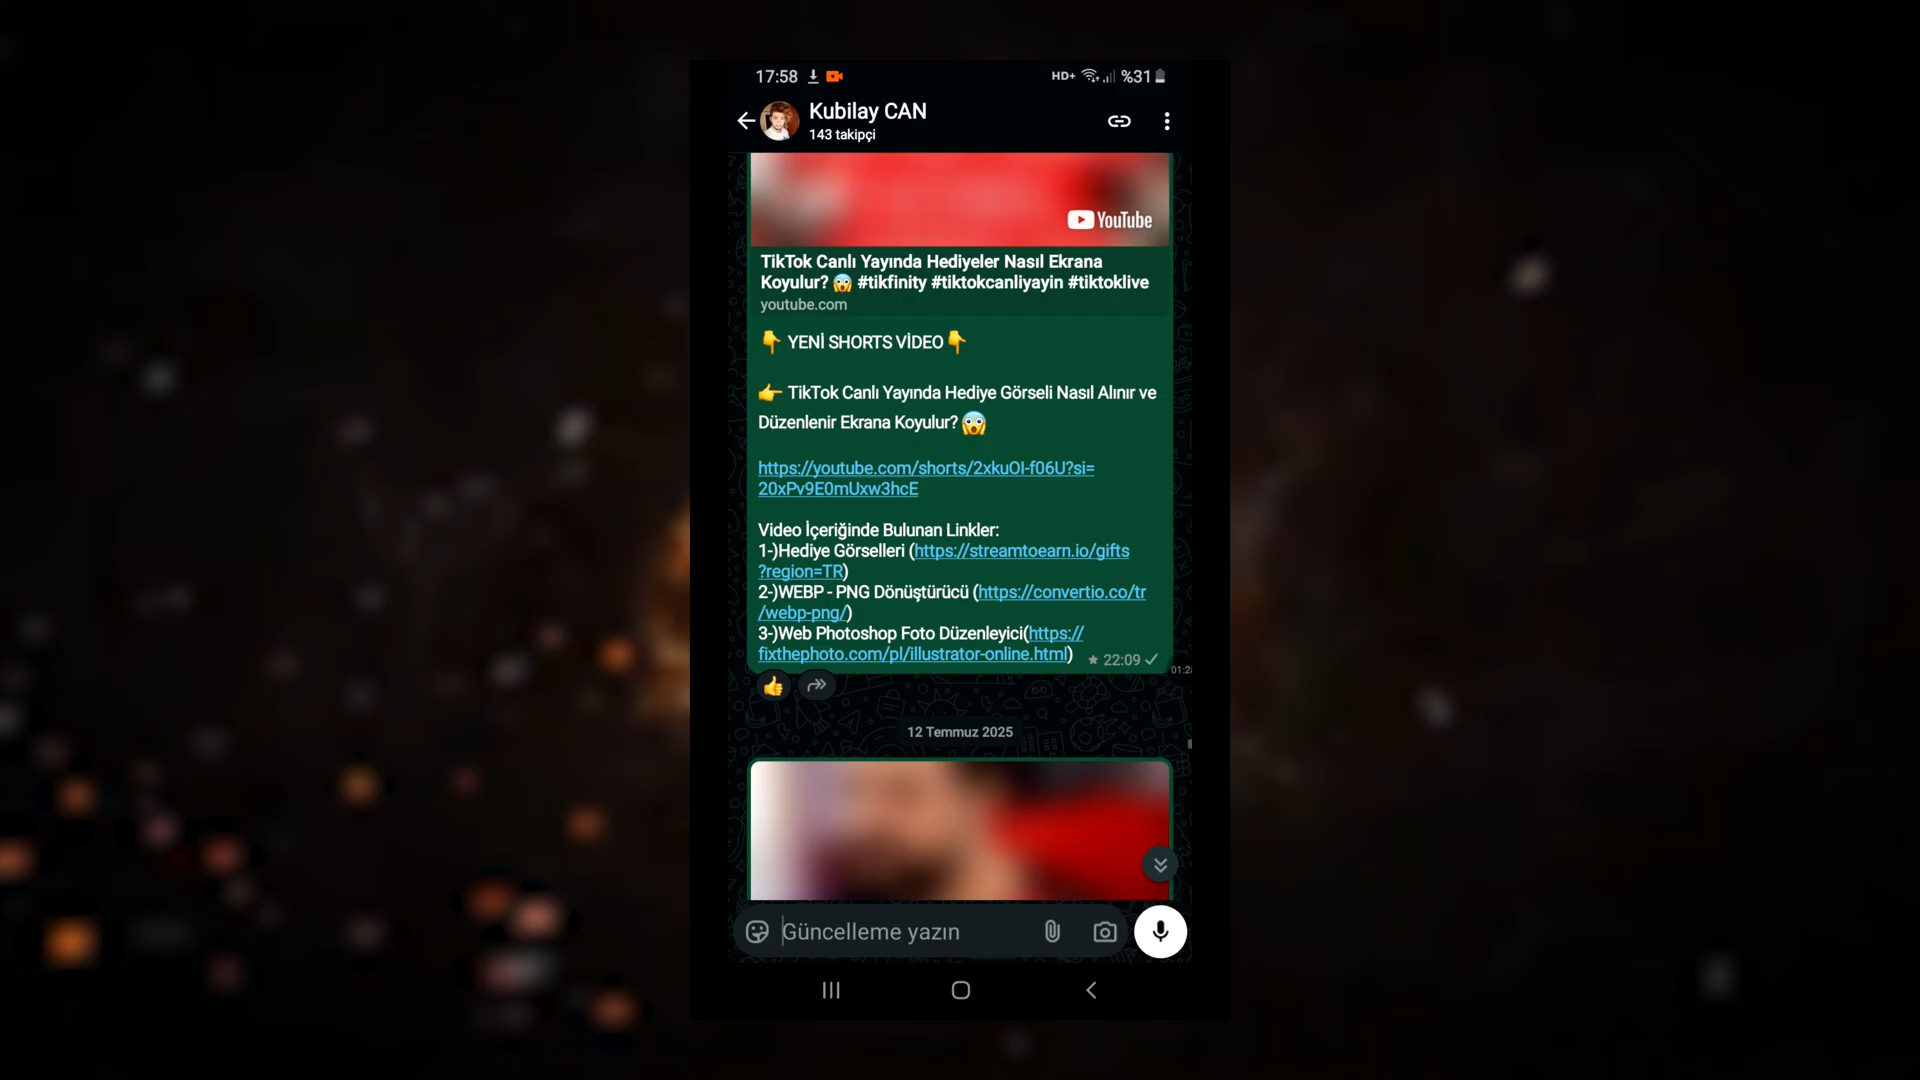 17:58
HD+ %31
Kubilay CAN
143 takipçi
YouTube
TikTok Canlı Yayında Hediyeler Nasıl Ekrana
Koyulur? 😱 #tikfinity #tiktokcanliyayin #tiktoklive
youtube.com
👇 YENİ SHORTS VİDEO👇
👉 TikTok Canlı Yayında Hediye Görseli Nasıl Alınır ve
Düzenlenir Ekrana Koyulur? 😱
https://youtube.com/shorts/2xkuOI-f06U?si=
20xPv9E0mUxw3hcE
Video İçeriğinde Bulunan Linkler:
1-)Hediye Görselleri (https://streamtoearn.io/gifts
?region=TR)
2-)WEBP - PNG Dönüştürücü (https://convertio.co/tr
/webp-png/)
3-)Web Photoshop Foto Düzenleyici(https://
fixthephoto.com/pl/illustrator-online.html)
22:09
12 Temmuz 2025
Güncelleme yazın